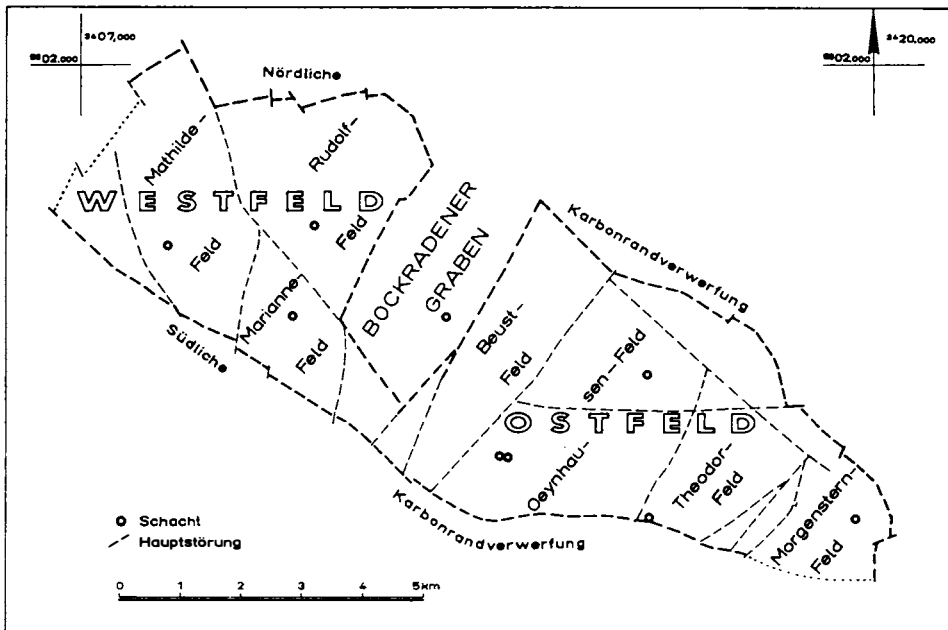 ³⁴07,000
⁵⁸02.000
³⁴20,000
⁵⁸02.000
Nördliche
Mathilde-
Feld
Rudolf-
Feld
WESTFELD
Marianne-
Feld
BOCKRADENER
GRABEN
Karbonrandverwerfung
Südliche
Beust-
Feld
Oeynhau-
sen-Feld
OSTFELD
Theodor-
Feld
Morgenstern-
Feld
Karbonrandverwerfung
Schacht
Hauptstörung
0 1 2 3 4 5km